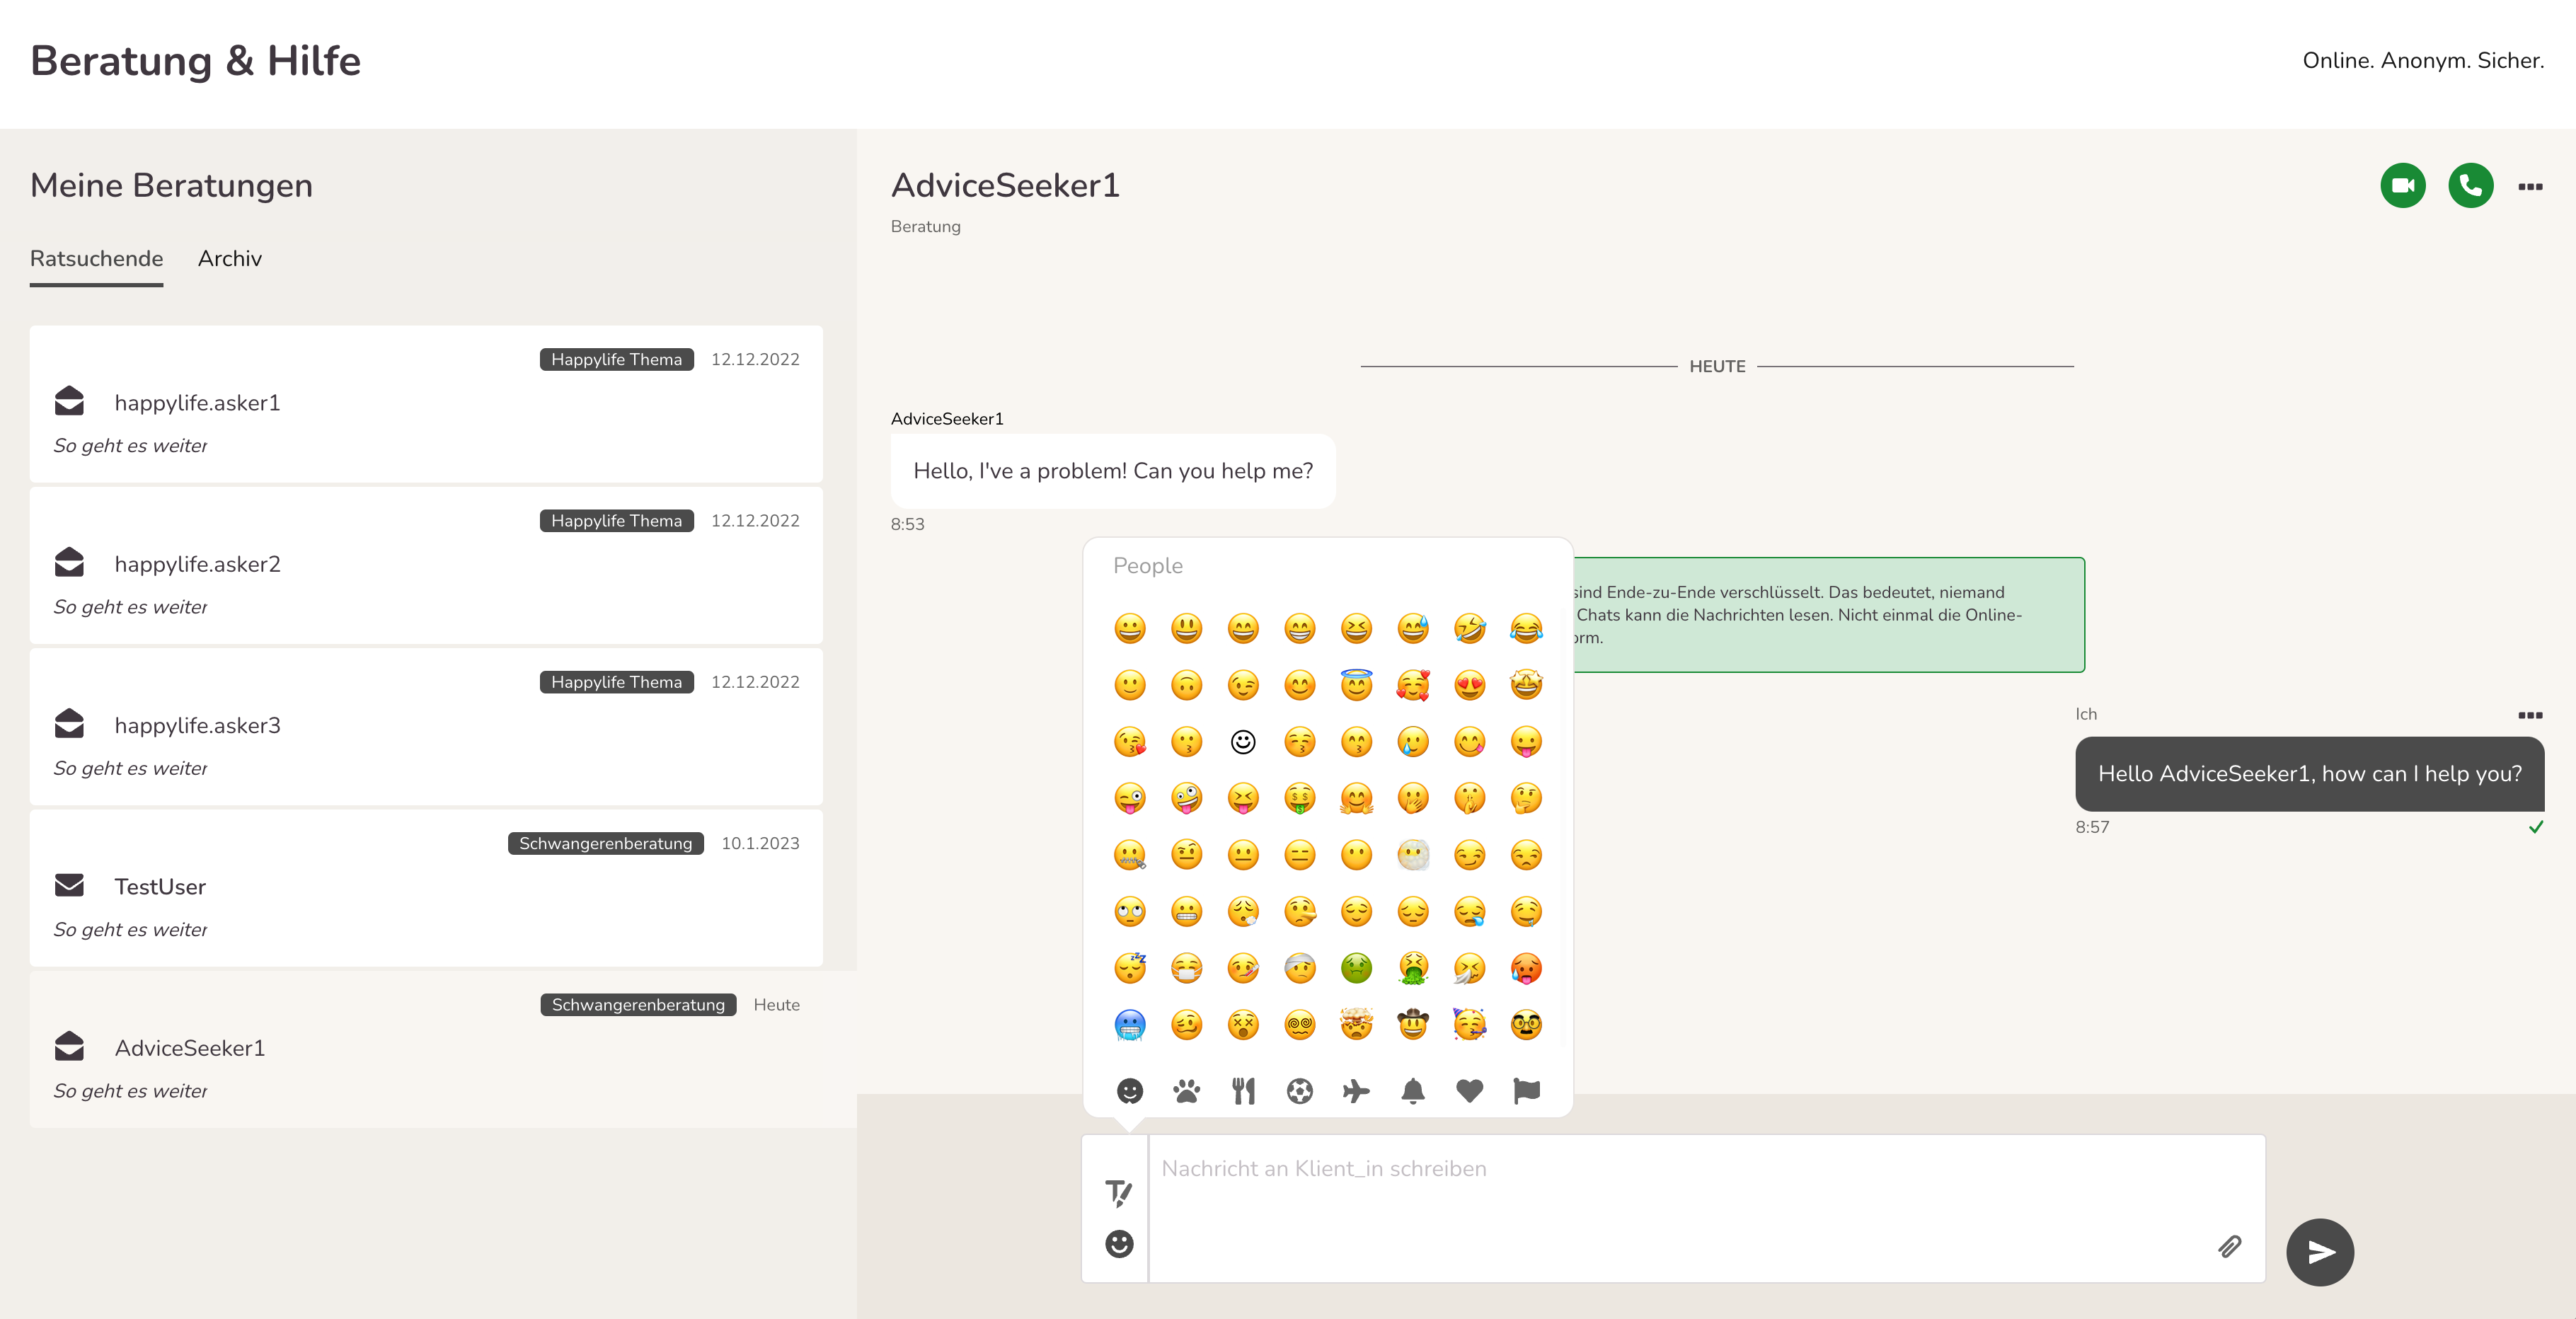 Beratung & Hilfe
Online. Anonym. Sicher.
Meine Beratungen
Ratsuchende Archiv
Happylife Thema 12.12.2022
happylife.asker1
So geht es weiter
Happylife Thema 12.12.2022
happylife.asker2
So geht es weiter
Happylife Thema 12.12.2022
happylife.asker3
So geht es weiter
Schwangerenberatung 10.1.2023
TestUser
So geht es weiter
Schwangerenberatung Heute
AdviceSeeker1
So geht es weiter
AdviceSeeker1
Beratung
HEUTE
AdviceSeeker1
Hello, I've a problem! Can you help me?
8:53
People
sind Ende-zu-Ende verschlüsselt. Das bedeutet, niemand
Chats kann die Nachrichten lesen. Nicht einmal die Online-
Ich
Hello AdviceSeeker1, how can I help you?
8:57
Nachricht an Klient_in schreiben